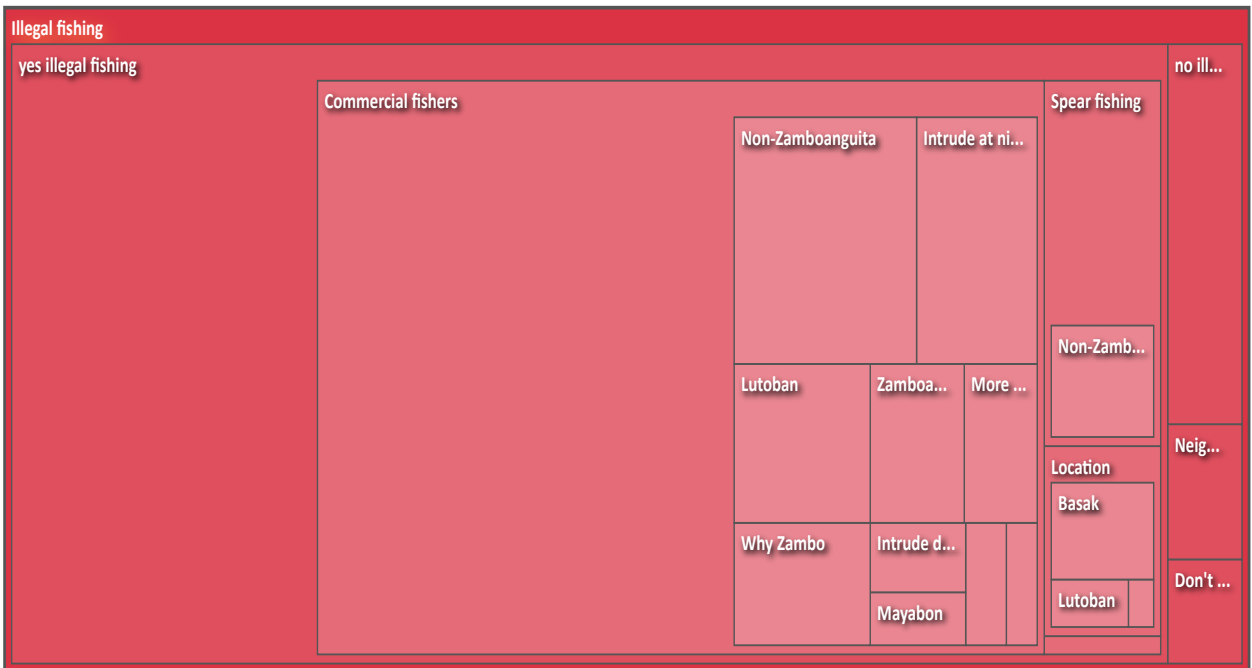 Illegal fishing
yes illegal fishing
no ill...
Commercial fishers
Spear fishing
Non-Zamboanguita
Intrude at ni...
Non-Zamb...
Lutoban
Zamboa...
More ...
Neig...
Location
Basak
Why Zambo
Intrude d...
Don't ...
Lutoban
Mayabon